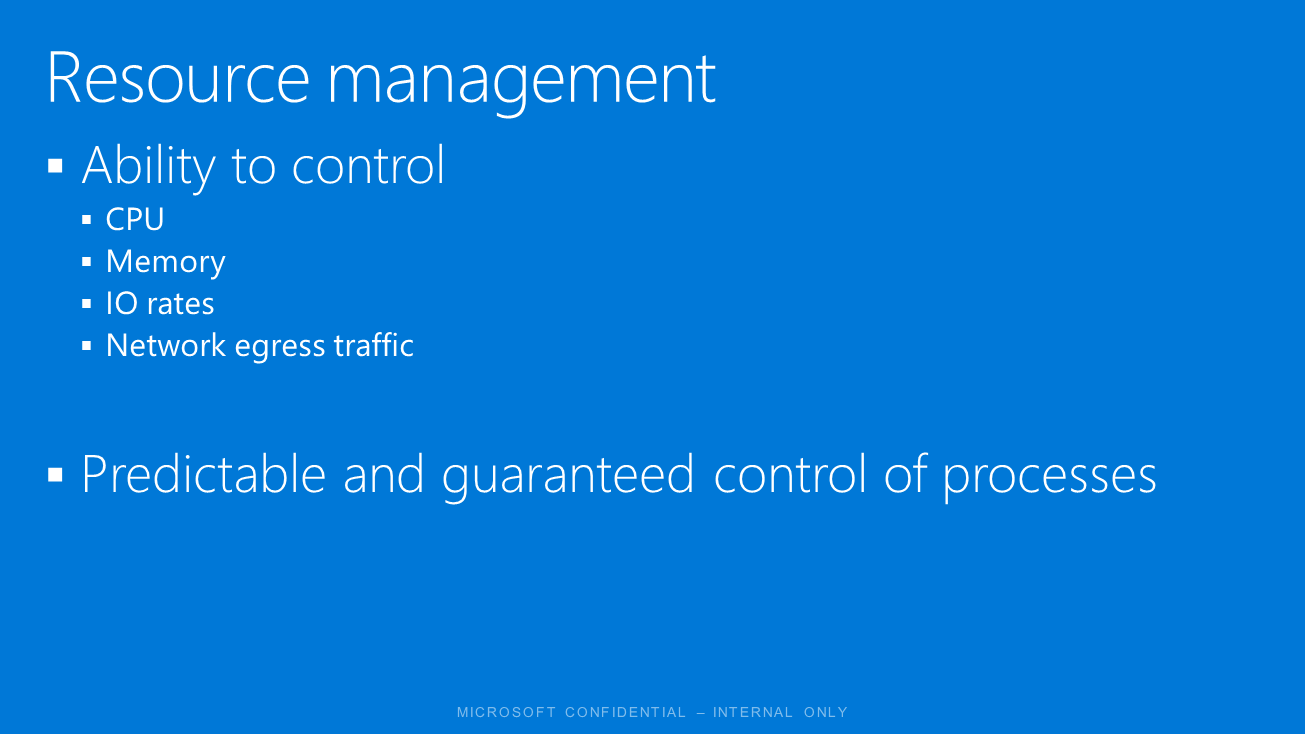 Resource management
▪ Ability to control
▪ CPU
▪ Memory
▪ IO rates
▪ Network egress traffic
▪ Predictable and guaranteed control of processes
MICROSOFT CONFIDENTIAL – INTERNAL ONLY